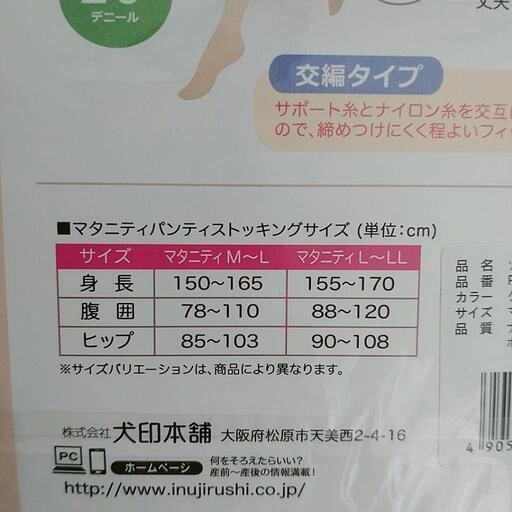 デニール
丈夫
交編タイプ
サポート糸とナイロン糸を交互に
ので、締めつけにくく程よいフィッ
■マタニティパンティストッキングサイズ (単位:cm)
サイズ マタニティM〜L マタニティL〜LL
身長 150〜165 155〜170
腹囲 78〜110 88〜120
ヒップ 85〜103 90〜108
※サイズバリエーションは、商品により異なります。
品名
品番
カラー
サイズ マ
品質
株式会社 犬印本舗 大阪府松原市天美西2-4-16
PC ホームページ 何をそろえたらいい?
産前〜産後の情報満載!
http://www.inujirushi.co.jp/
4905